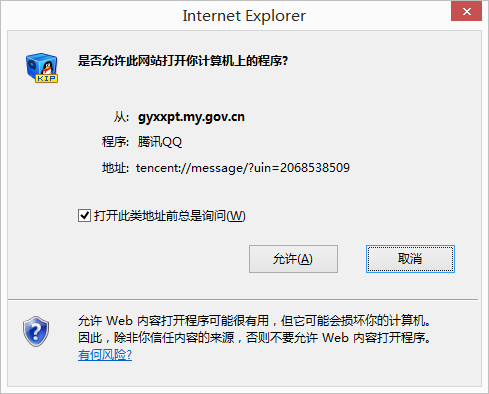 Internet Explorer
是否允许此网站打开你计算机上的程序?
KIP
从: gyxxpt.my.gov.cn
程序: 腾讯QQ
地址: tencent://message/?uin=2068538509
打开此类地址前总是询问(W)
允许(A) 取消
允许 Web 内容打开程序可能很有用，但它可能会损坏你的计算机。
因此，除非你信任内容的来源，否则不要允许 Web 内容打开程序。
有何风险?